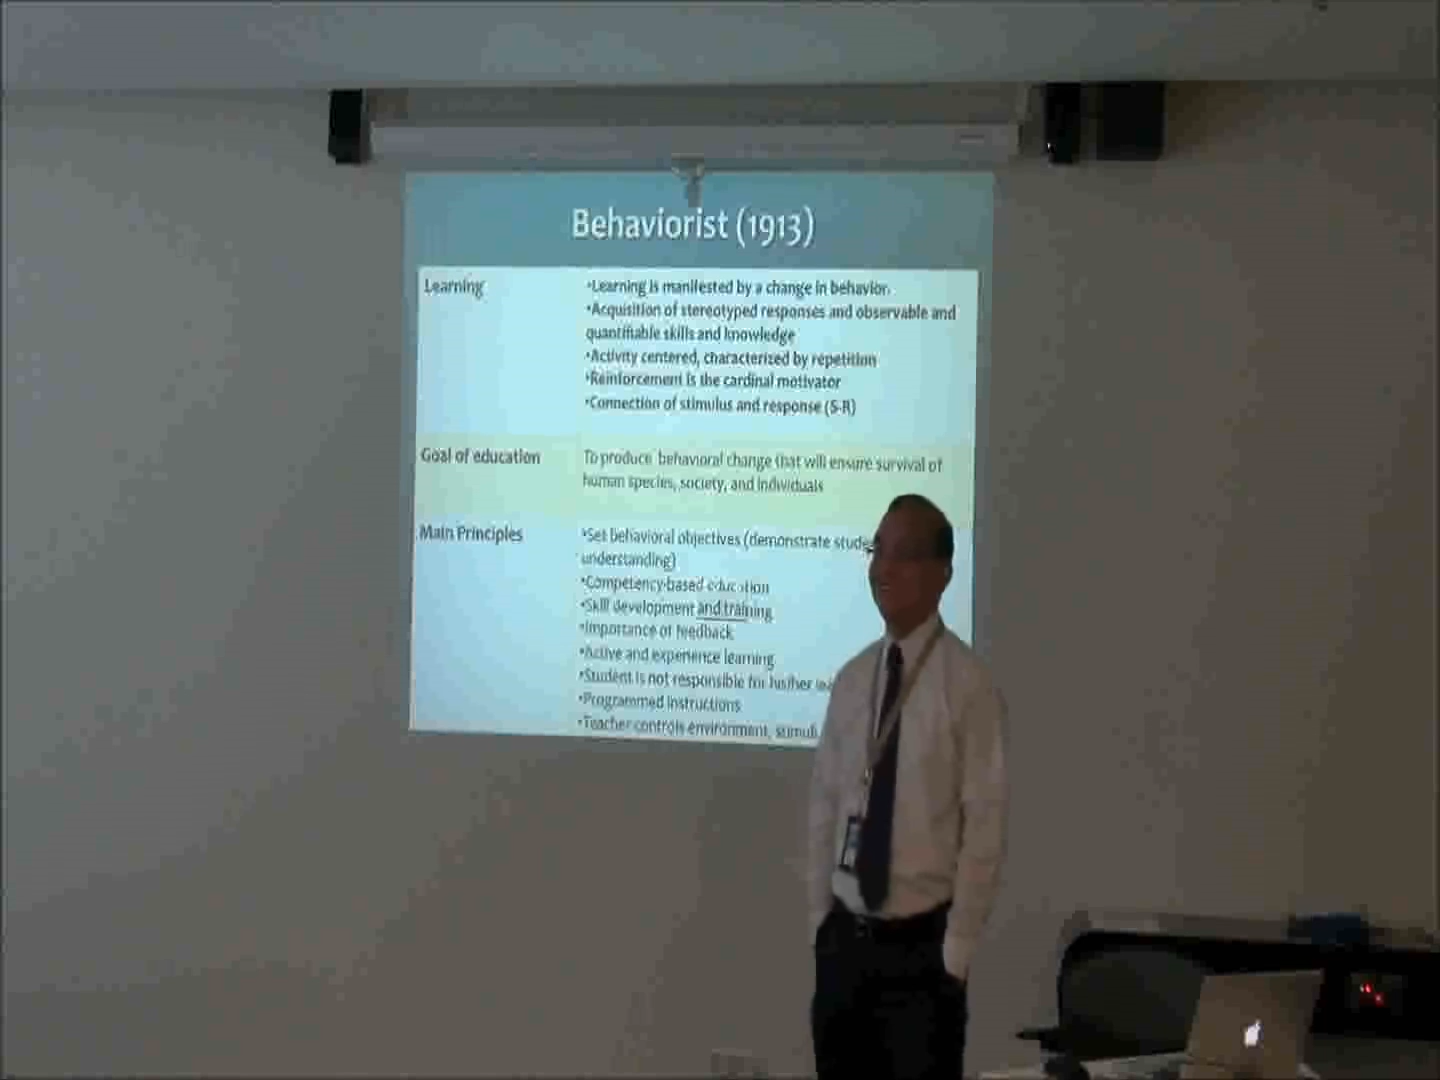 Behaviorist (1913)
Learning
•Learning is manifested by a change in behavior.
•Acquisition of stereotyped responses and observable and
quantifiable skills and knowledge
•Activity centered, characterized by repetition
•Reinforcement is the cardinal motivator
•Connection of stimulus and response (S-R)
Goal of education
To produce behavioral change that will ensure survival of
human species, society, and individuals
Main Principles
•Set behavioral objectives (demonstrate stude
understanding)
•Competency-based education
•Skill development and training
•Importance of feedback
•Active and experience learning
•Student is not responsible for his/her
•Programmed instructions
•Teacher controls environment, stimuli